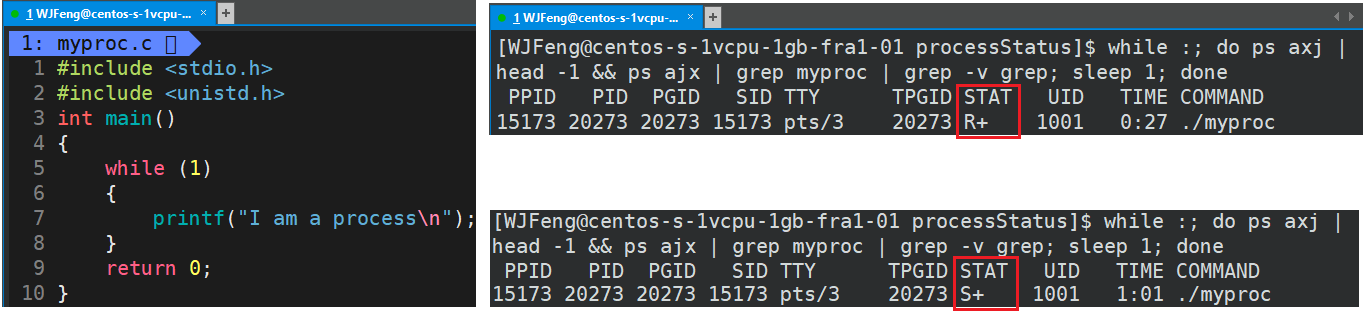 1 WJFeng@centos-s-1vcpu-... × +
1: myproc.c
1 #include <stdio.h>
2 #include <unistd.h>
3 int main()
4 {
5     while (1)
6     {
7         printf("I am a process\n");
8     }
9     return 0;
10 }
1 WJFeng@centos-s-1vcpu-... × +
[WJFeng@centos-s-1vcpu-1gb-fra1-01 processStatus]$ while :; do ps axj |
head -1 && ps ajx | grep myproc | grep -v grep; sleep 1; done
PPID PID PGID SID TTY TPGID STAT UID TIME COMMAND
15173 20273 20273 15173 pts/3 20273 R+ 1001 0:27 ./myproc
[WJFeng@centos-s-1vcpu-1gb-fra1-01 processStatus]$ while :; do ps axj |
head -1 && ps ajx | grep myproc | grep -v grep; sleep 1; done
PPID PID PGID SID TTY TPGID STAT UID TIME COMMAND
15173 20273 20273 15173 pts/3 20273 S+ 1001 1:01 ./myproc